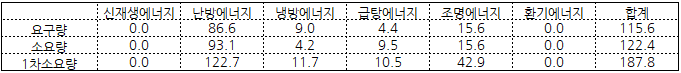 신재생에너지 난방에너지 냉방에너지 급탕에너지 조명에너지 환기에너지 합계
요구량 0.0 86.6 9.0 4.4 15.6 0.0 115.6
소요량 0.0 93.1 4.2 9.5 15.6 0.0 122.4
1차소요량 0.0 122.7 11.7 10.5 42.9 0.0 187.8